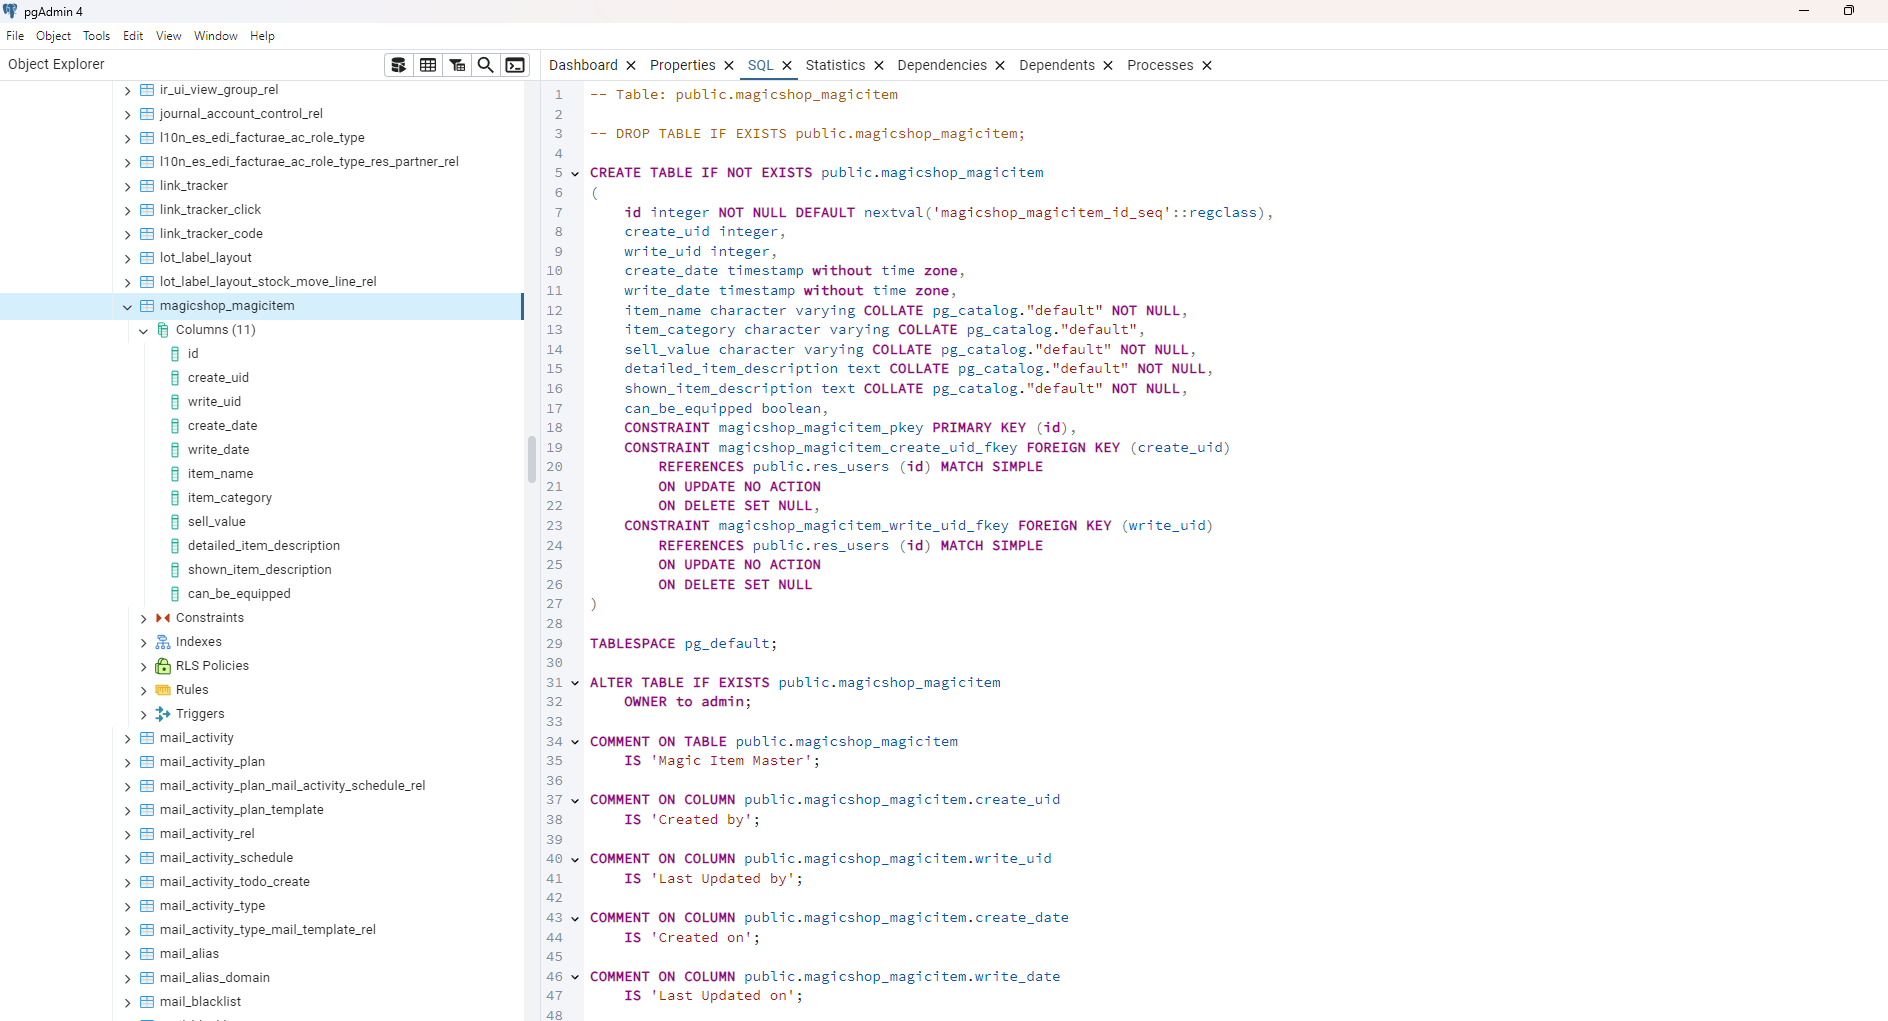 pgAdmin 4
File Object Tools Edit View Window Help
Object Explorer
ir_ui_view_group_rel
journal_account_control_rel
l10n_es_edi_facturae_ac_role_type
l10n_es_edi_facturae_ac_role_type_res_partner_rel
link_tracker
link_tracker_click
link_tracker_code
lot_label_layout
lot_label_layout_stock_move_line_rel
magicshop_magicitem
Columns (11)
id
create_uid
write_uid
create_date
write_date
item_name
item_category
sell_value
detailed_item_description
shown_item_description
can_be_equipped
Constraints
Indexes
RLS Policies
Rules
Triggers
mail_activity
mail_activity_plan
mail_activity_plan_mail_activity_schedule_rel
mail_activity_plan_template
mail_activity_rel
mail_activity_schedule
mail_activity_todo_create
mail_activity_type
mail_activity_type_mail_template_rel
mail_alias
mail_alias_domain
mail_blacklist
Dashboard Properties SQL Statistics Dependencies Dependents Processes
1 -- Table: public.magicshop_magicitem
2
3 -- DROP TABLE IF EXISTS public.magicshop_magicitem;
4
5 CREATE TABLE IF NOT EXISTS public.magicshop_magicitem
6 (
7 id integer NOT NULL DEFAULT nextval('magicshop_magicitem_id_seq'::regclass),
8 create_uid integer,
9 write_uid integer,
10 create_date timestamp without time zone,
11 write_date timestamp without time zone,
12 item_name character varying COLLATE pg_catalog."default" NOT NULL,
13 item_category character varying COLLATE pg_catalog."default",
14 sell_value character varying COLLATE pg_catalog."default" NOT NULL,
15 detailed_item_description text COLLATE pg_catalog."default" NOT NULL,
16 shown_item_description text COLLATE pg_catalog."default" NOT NULL,
17 can_be_equipped boolean,
18 CONSTRAINT magicshop_magicitem_pkey PRIMARY KEY (id),
19 CONSTRAINT magicshop_magicitem_create_uid_fkey FOREIGN KEY (create_uid)
20 REFERENCES public.res_users (id) MATCH SIMPLE
21 ON UPDATE NO ACTION
22 ON DELETE SET NULL,
23 CONSTRAINT magicshop_magicitem_write_uid_fkey FOREIGN KEY (write_uid)
24 REFERENCES public.res_users (id) MATCH SIMPLE
25 ON UPDATE NO ACTION
26 ON DELETE SET NULL
27 )
28
29 TABLESPACE pg_default;
30
31 ALTER TABLE IF EXISTS public.magicshop_magicitem
32 OWNER to admin;
33
34 COMMENT ON TABLE public.magicshop_magicitem
35 IS 'Magic Item Master';
36
37 COMMENT ON COLUMN public.magicshop_magicitem.create_uid
38 IS 'Created by';
39
40 COMMENT ON COLUMN public.magicshop_magicitem.write_uid
41 IS 'Last Updated by';
42
43 COMMENT ON COLUMN public.magicshop_magicitem.create_date
44 IS 'Created on';
45
46 COMMENT ON COLUMN public.magicshop_magicitem.write_date
47 IS 'Last Updated on';
48